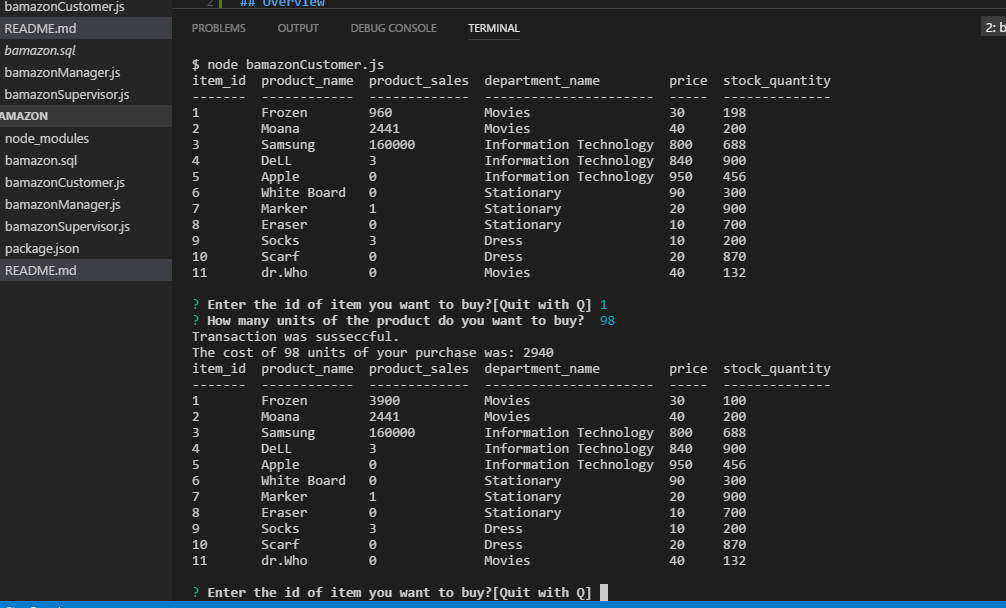 bamazonCustomer.js
README.md
bamazon.sql
bamazonManager.js
bamazonSupervisor.js
AMAZON
node_modules
bamazon.sql
bamazonCustomer.js
bamazonManager.js
bamazonSupervisor.js
package.json
README.md
2 ## Overview
PROBLEMS OUTPUT DEBUG CONSOLE TERMINAL 2: b
$ node bamazonCustomer.js
item_id product_name product_sales department_name price stock_quantity
------- ------------ ------------- ---------------------- ----- --------------
1 Frozen 960 Movies 30 198
2 Moana 2441 Movies 40 200
3 Samsung 160000 Information Technology 800 688
4 DeLL 3 Information Technology 840 900
5 Apple 0 Information Technology 950 456
6 White Board 0 Stationary 90 300
7 Marker 1 Stationary 20 900
8 Eraser 0 Stationary 10 700
9 Socks 3 Dress 10 200
10 Scarf 0 Dress 20 870
11 dr.Who 0 Movies 40 132
? Enter the id of item you want to buy?[Quit with Q] 1
? How many units of the product do you want to buy? 98
Transaction was susseccful.
The cost of 98 units of your purchase was: 2940
item_id product_name product_sales department_name price stock_quantity
------- ------------ ------------- ---------------------- ----- --------------
1 Frozen 3900 Movies 30 100
2 Moana 2441 Movies 40 200
3 Samsung 160000 Information Technology 800 688
4 DeLL 3 Information Technology 840 900
5 Apple 0 Information Technology 950 456
6 White Board 0 Stationary 90 300
7 Marker 1 Stationary 20 900
8 Eraser 0 Stationary 10 700
9 Socks 3 Dress 10 200
10 Scarf 0 Dress 20 870
11 dr.Who 0 Movies 40 132
? Enter the id of item you want to buy?[Quit with Q]